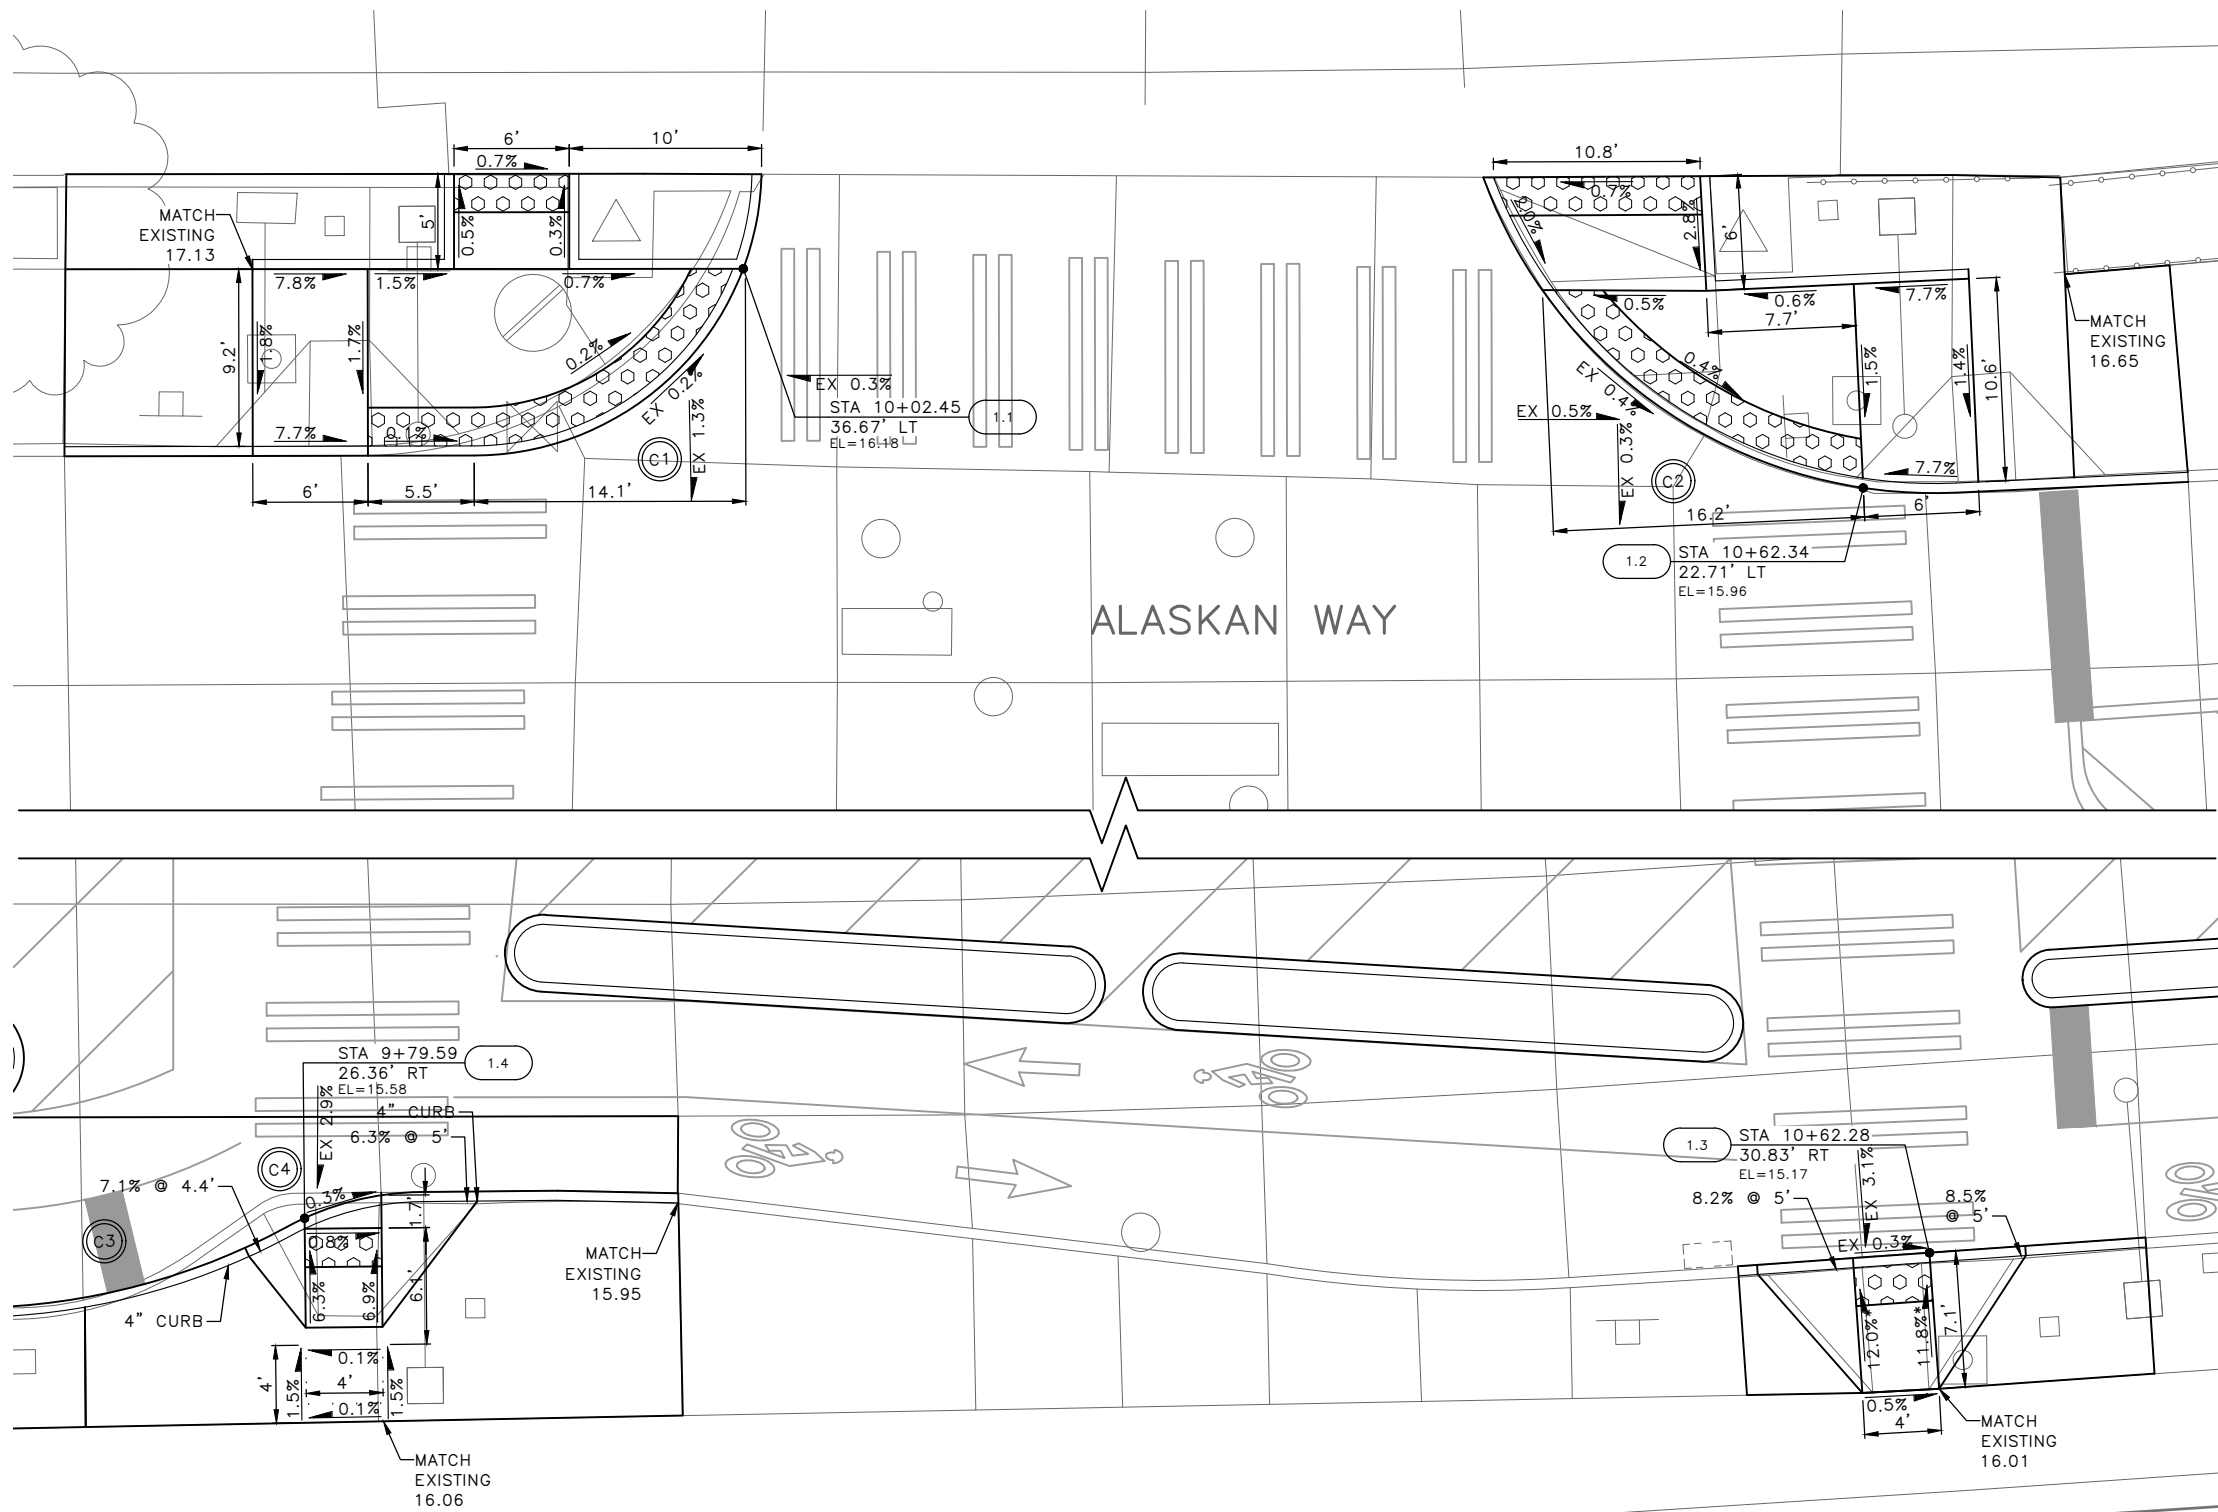 6'
10'
0.7%
MATCH
EXISTING
17.13
5'
0.5%
0.3%
7.8%
1.5%
0.7%
9.2'
1.8%
1.7%
0.2%
EX 0.2%
7.7%
0.1%
EX 1.3%
C1
6'
5.5'
14.1'
EX 0.3%
STA 10+02.45
36.67' LT
EL=16.18
1.1
10.8'
0.7%
2.8%
6'
0.5%
0.6%
7.7%
7.7'
MATCH
EXISTING
16.65
0.4%
1.5%
1.4%
10.6'
EX 0.4%
EX 0.5%
EX 0.3%
C2
7.7%
16.2'
6'
1.2
STA 10+62.34
22.71' LT
EL=15.96
ALASKAN WAY
STA 9+79.59
26.36' RT
EL=15.58
1.4
EX 2.9%
4" CURB
6.3% @ 5'
C4
7.1% @ 4.4'
0.3%
1.7'
C3
0.8%
6.3%
6.9%
6.1'
4" CURB
MATCH
EXISTING
15.95
0.1%
4'
1.5%
4'
1.5%
0.1%
MATCH
EXISTING
16.06
1.3
STA 10+62.28
30.83' RT
EL=15.17
EX 3.1%
8.2% @ 5'
8.5%
@ 5'
EX 0.3%
12.0%*
11.8%*
7.1'
0.5%
4'
MATCH
EXISTING
16.01